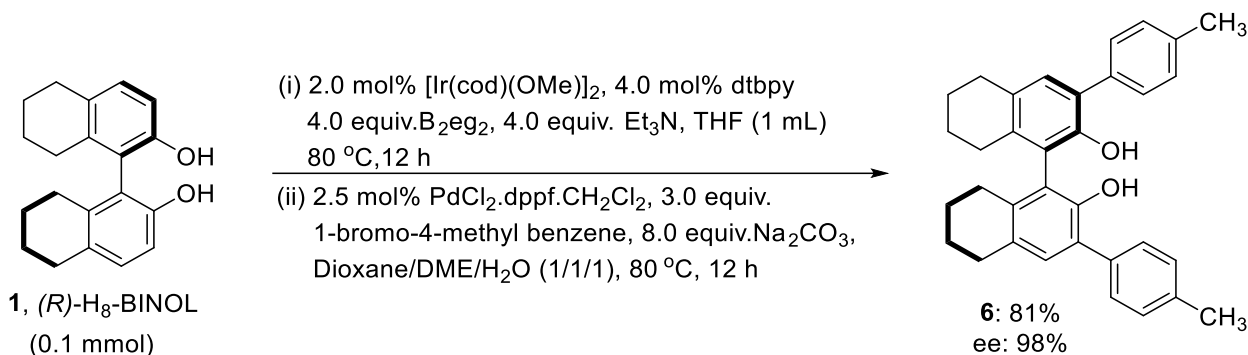 CH₃
(i) 2.0 mol% [Ir(cod)(OMe)]₂, 4.0 mol% dtbpy
4.0 equiv.B₂eg₂, 4.0 equiv. Et₃N, THF (1 mL)
80 °C,12 h
OH
OH
OH
OH
(ii) 2.5 mol% PdCl₂.dppf.CH₂Cl₂, 3.0 equiv.
1-bromo-4-methyl benzene, 8.0 equiv.Na₂CO₃,
Dioxane/DME/H₂O (1/1/1), 80 °C, 12 h
1, (R)-H₈-BINOL
(0.1 mmol)
CH₃
6: 81%
ee: 98%